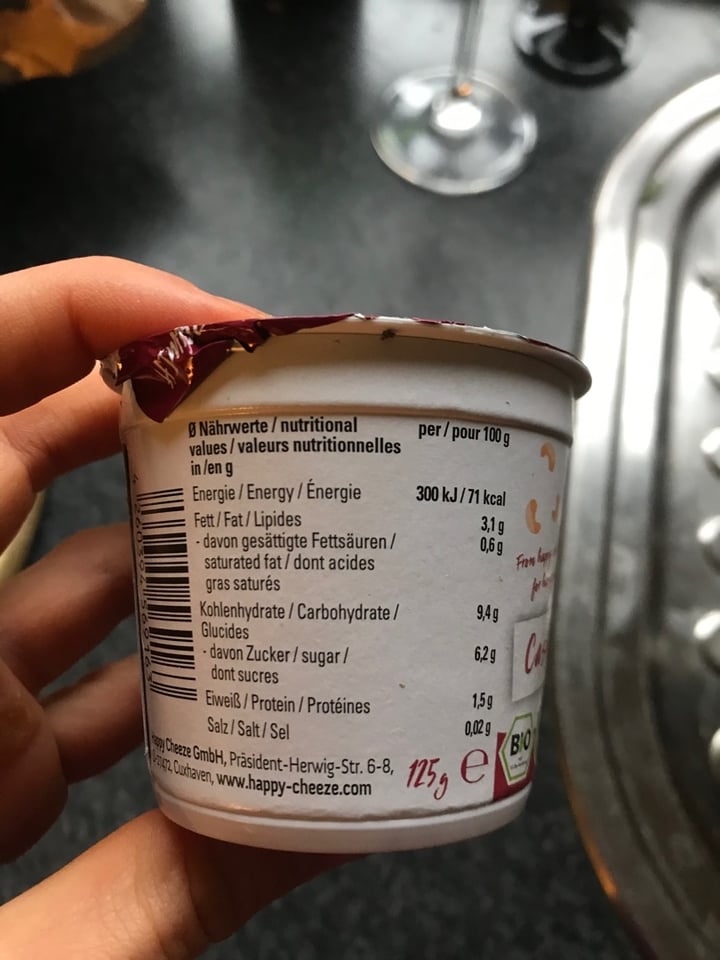 Ø Nährwerte / nutritional
values / valeurs nutritionnelles
in /en g
per / pour 100 g
Energie / Energy / Énergie 300 kJ / 71 kcal
Fett / Fat / Lipides 3,1 g
- davon gesättigte Fettsäuren / 0,6 g
saturated fat / dont acides
gras saturés
Kohlenhydrate / Carbohydrate / 9,4 g
Glucides
- davon Zucker / sugar / 6,2 g
dont sucres
Eiweiß / Protein / Protéines 1,5 g
Salz / Salt / Sel 0,02 g
Cheeze GmbH, Präsident-Herwig-Str. 6-8,
Cuxhaven, www.happy-cheeze.com
125g e
BIO
From
for